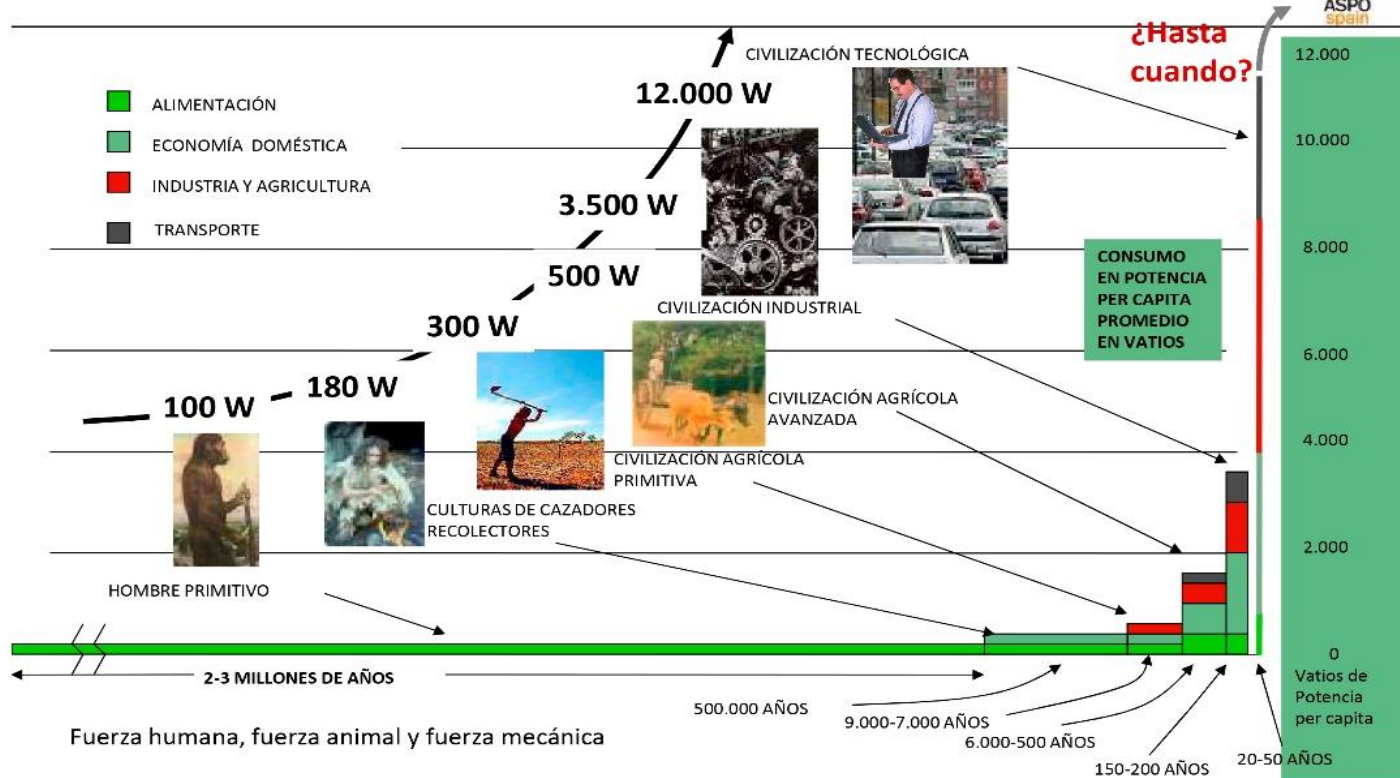 ASPO
spain
¿Hasta
cuando?
12.000
CIVILIZACIÓN TECNOLÓGICA
12.000 W
ALIMENTACIÓN
ECONOMÍA DOMÉSTICA
INDUSTRIA Y AGRICULTURA
TRANSPORTE
10.000
3.500 W
8.000
500 W
CONSUMO
EN POTENCIA
PER CAPITA
PROMEDIO
EN VATIOS
CIVILIZACIÓN INDUSTRIAL
300 W
6.000
180 W
100 W
CIVILIZACIÓN AGRÍCOLA
AVANZADA
4.000
CIVILIZACIÓN AGRÍCOLA
PRIMITIVA
CULTURAS DE CAZADORES
RECOLECTORES
2.000
HOMBRE PRIMITIVO
0
2-3 MILLONES DE AÑOS
Vatios de
Potencia
per capita
500.000 AÑOS
9.000-7.000 AÑOS
6.000-500 AÑOS
150-200 AÑOS
20-50 AÑOS
Fuerza humana, fuerza animal y fuerza mecánica